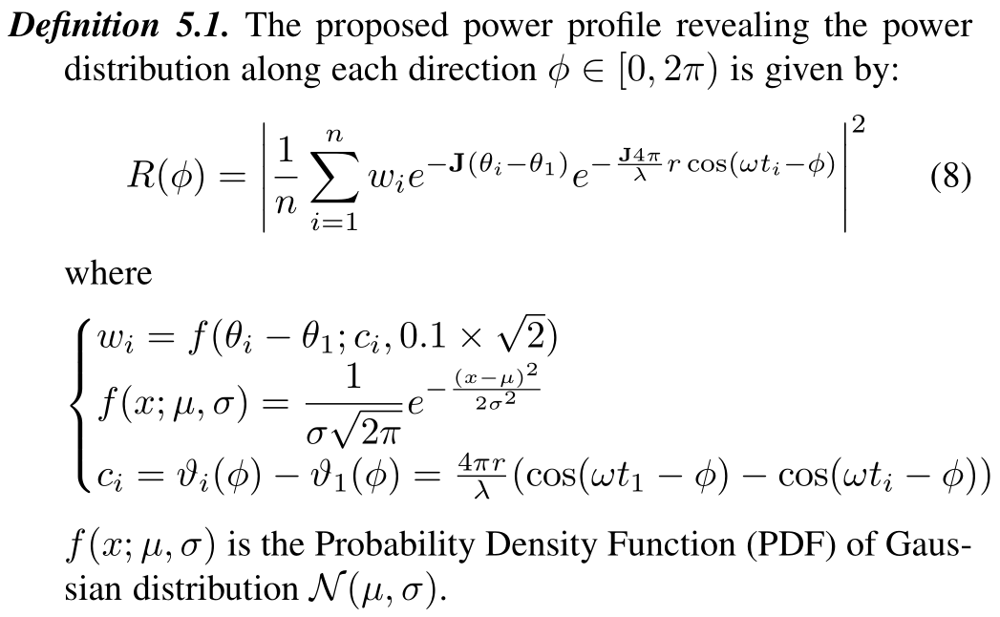 Definition 5.1. The proposed power profile revealing the power
distribution along each direction ϕ ∈ [0, 2π) is given by:
R(ϕ) = |1/n ∑_{i=1}^{n} w_i e^{−J(θ_i−θ_1)} e^{−(J4π/λ) r cos(ωt_i−ϕ)}|^2 (8)
where
w_i = f(θ_i − θ_1; c_i, 0.1 × √2)
f(x; μ, σ) = 1/(σ√(2π)) e^{−(x−μ)^2/(2σ^2)}
c_i = ϑ_i(ϕ) − ϑ_1(ϕ) = (4πr/λ)(cos(ωt_1 − ϕ) − cos(ωt_i − ϕ))
f(x; μ, σ) is the Probability Density Function (PDF) of Gaus-
sian distribution 𝒩(μ, σ).